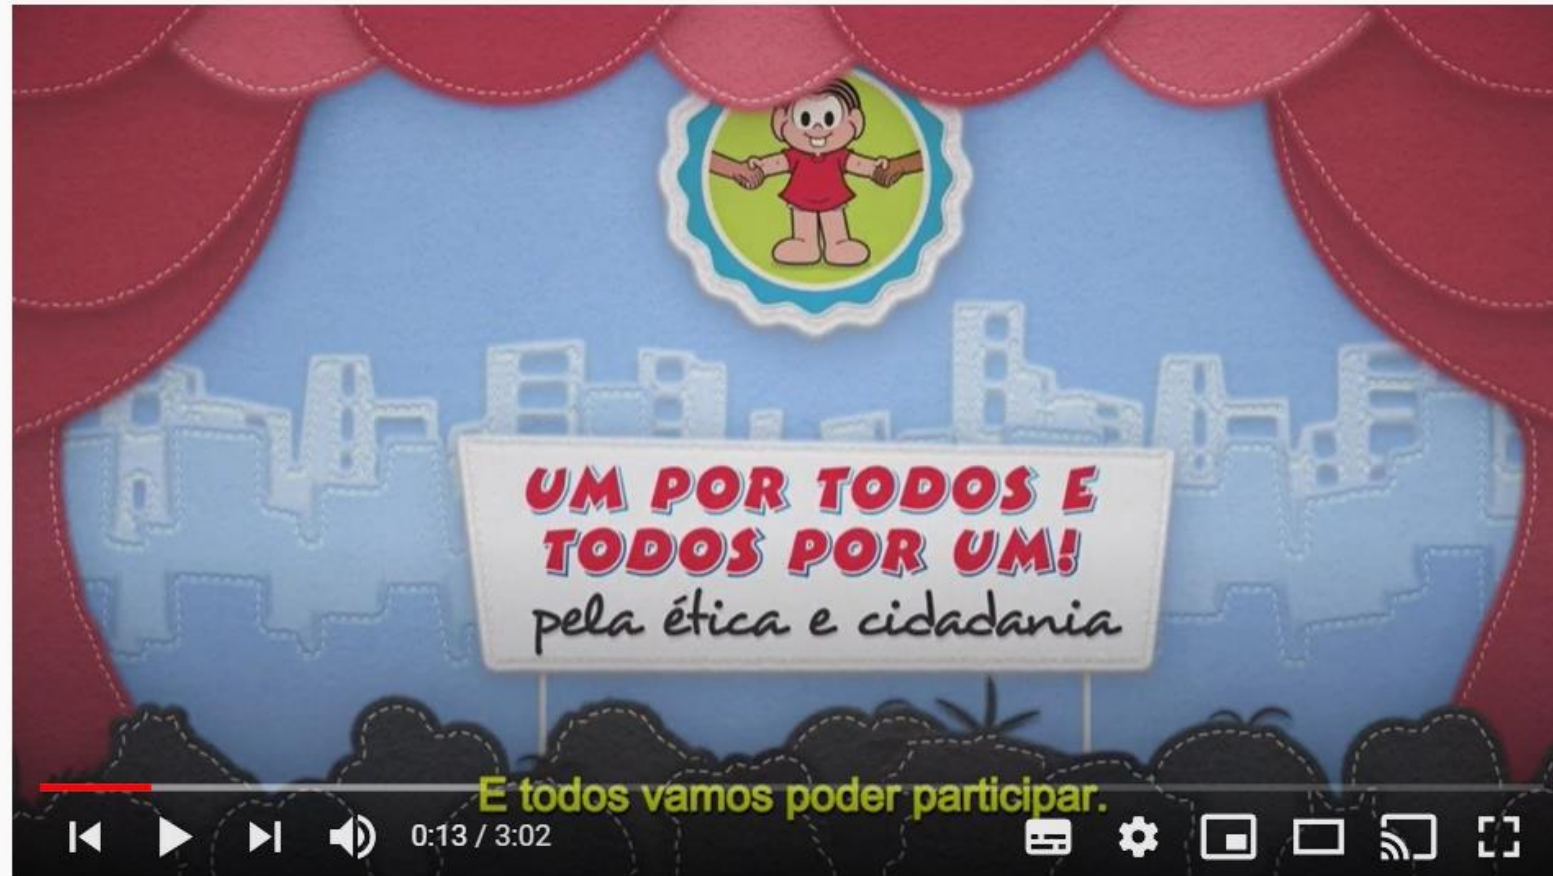 UM POR TODOS E
TODOS POR UM!
pela ética e cidadania
E todos vamos poder participar.
0:13 / 3:02